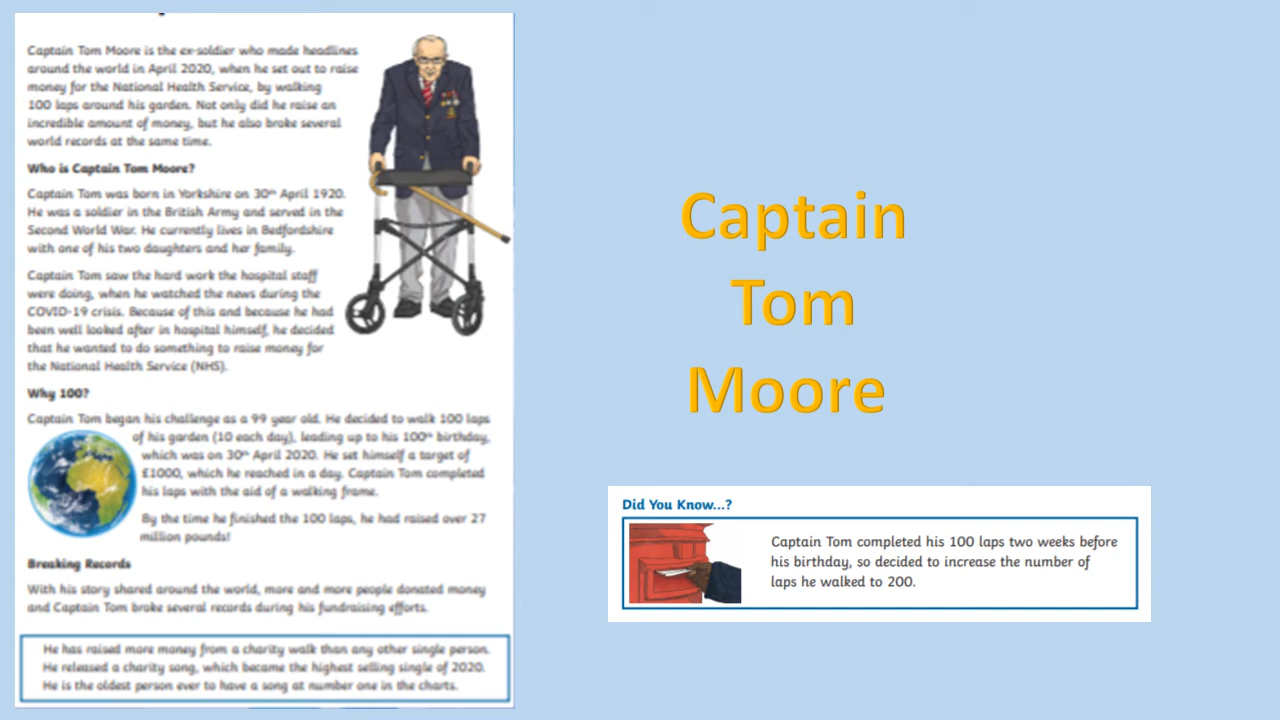 Captain Tom Moore is the ex-soldier who made headlines
around the world in April 2020, when he set out to raise
money for the National Health Service, by walking
100 laps around his garden. Not only did he raise an
incredible amount of money, but he also broke several
world records at the same time.
Who is Captain Tom Moore?
Captain Tom was born in Yorkshire on 30th April 1920.
He was a soldier in the British Army and served in the
Second World War. He currently lives in Bedfordshire
with one of his two daughters and her family.
Captain Tom saw the hard work the hospital staff
were doing, when he watched the news during the
COVID-19 crisis. Because of this and because he had
been well looked after in hospital himself, he decided
that he wanted to do something to raise money for
the National Health Service (NHS).
Why 100?
Captain Tom began his challenge as a 99 year old. He decided to walk 100 laps
of his garden (10 each day), leading up to his 100th birthday,
which was on 30th April 2020. He set himself a target of
£1000, which he reached in a day. Captain Tom completed
his laps with the aid of a walking frame.
By the time he finished the 100 laps, he had raised over 27
million pounds!
Breaking Records
With his story shared around the world, more and more people donated money
and Captain Tom broke several records during his fundraising efforts.
He has raised more money from a charity walk than any other single person.
He released a charity song, which became the highest selling single of 2020.
He is the oldest person ever to have a song at number one in the charts.
Captain
Tom
Moore
Did You Know...?
Captain Tom completed his 100 laps two weeks before
his birthday, so decided to increase the number of
laps he walked to 200.